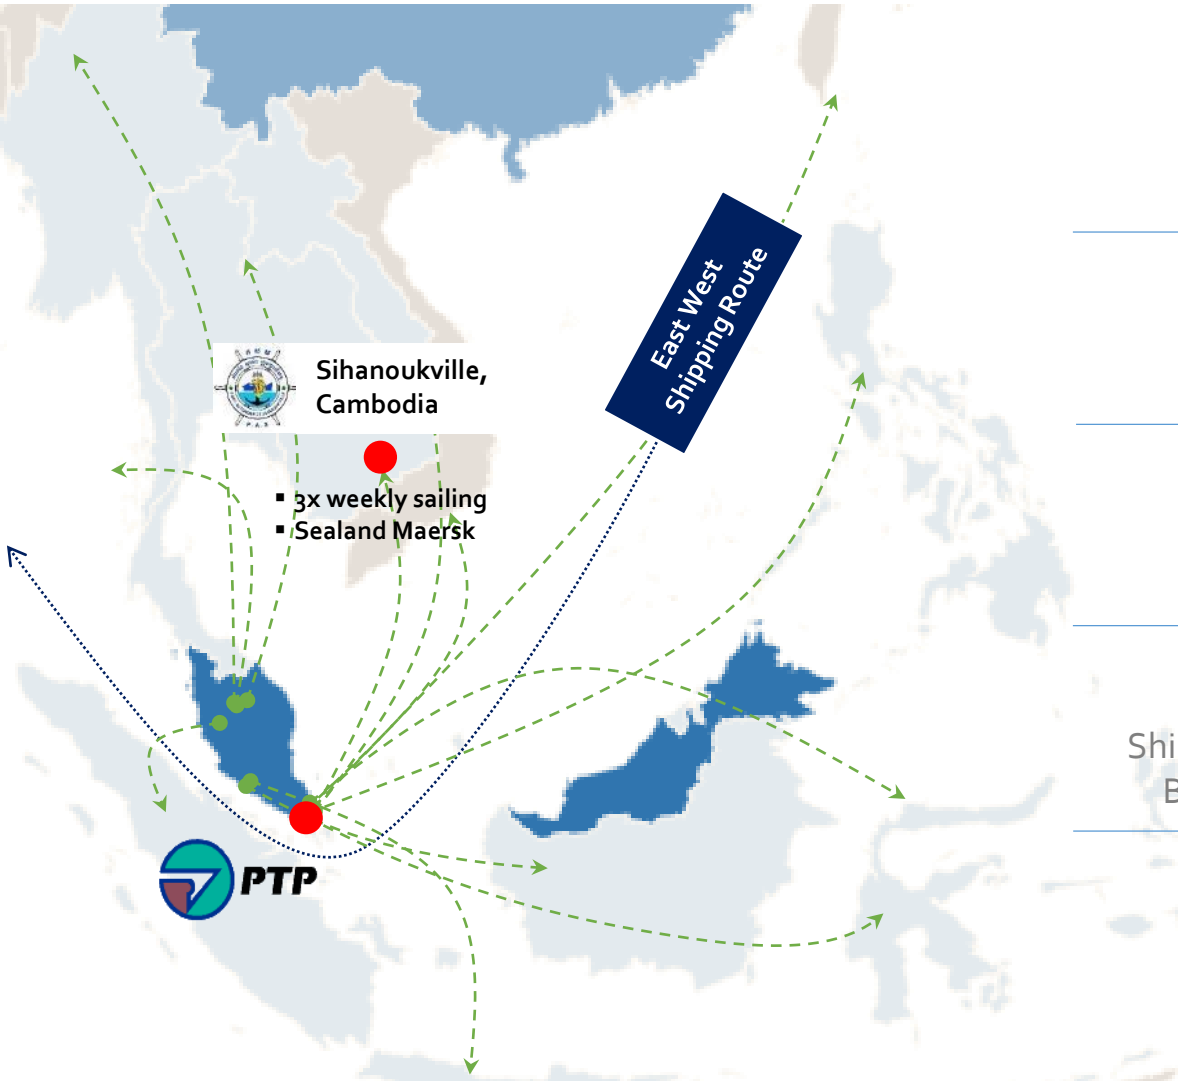 East West
Shipping Route
Sihanoukville,
Cambodia
▪ 3x weekly sailing
▪ Sealand Maersk
PTP
Shi
B